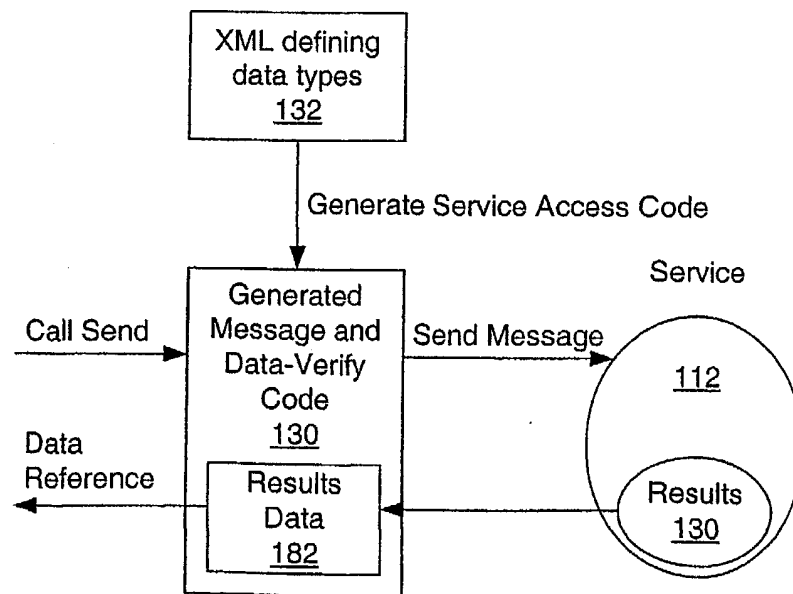 XML defining
data types
132
Generate Service Access Code
Service
Generated
Message and
Data-Verify
Code
130
Call Send
Send Message
112
Data
Reference
Results
Data
182
Results
130